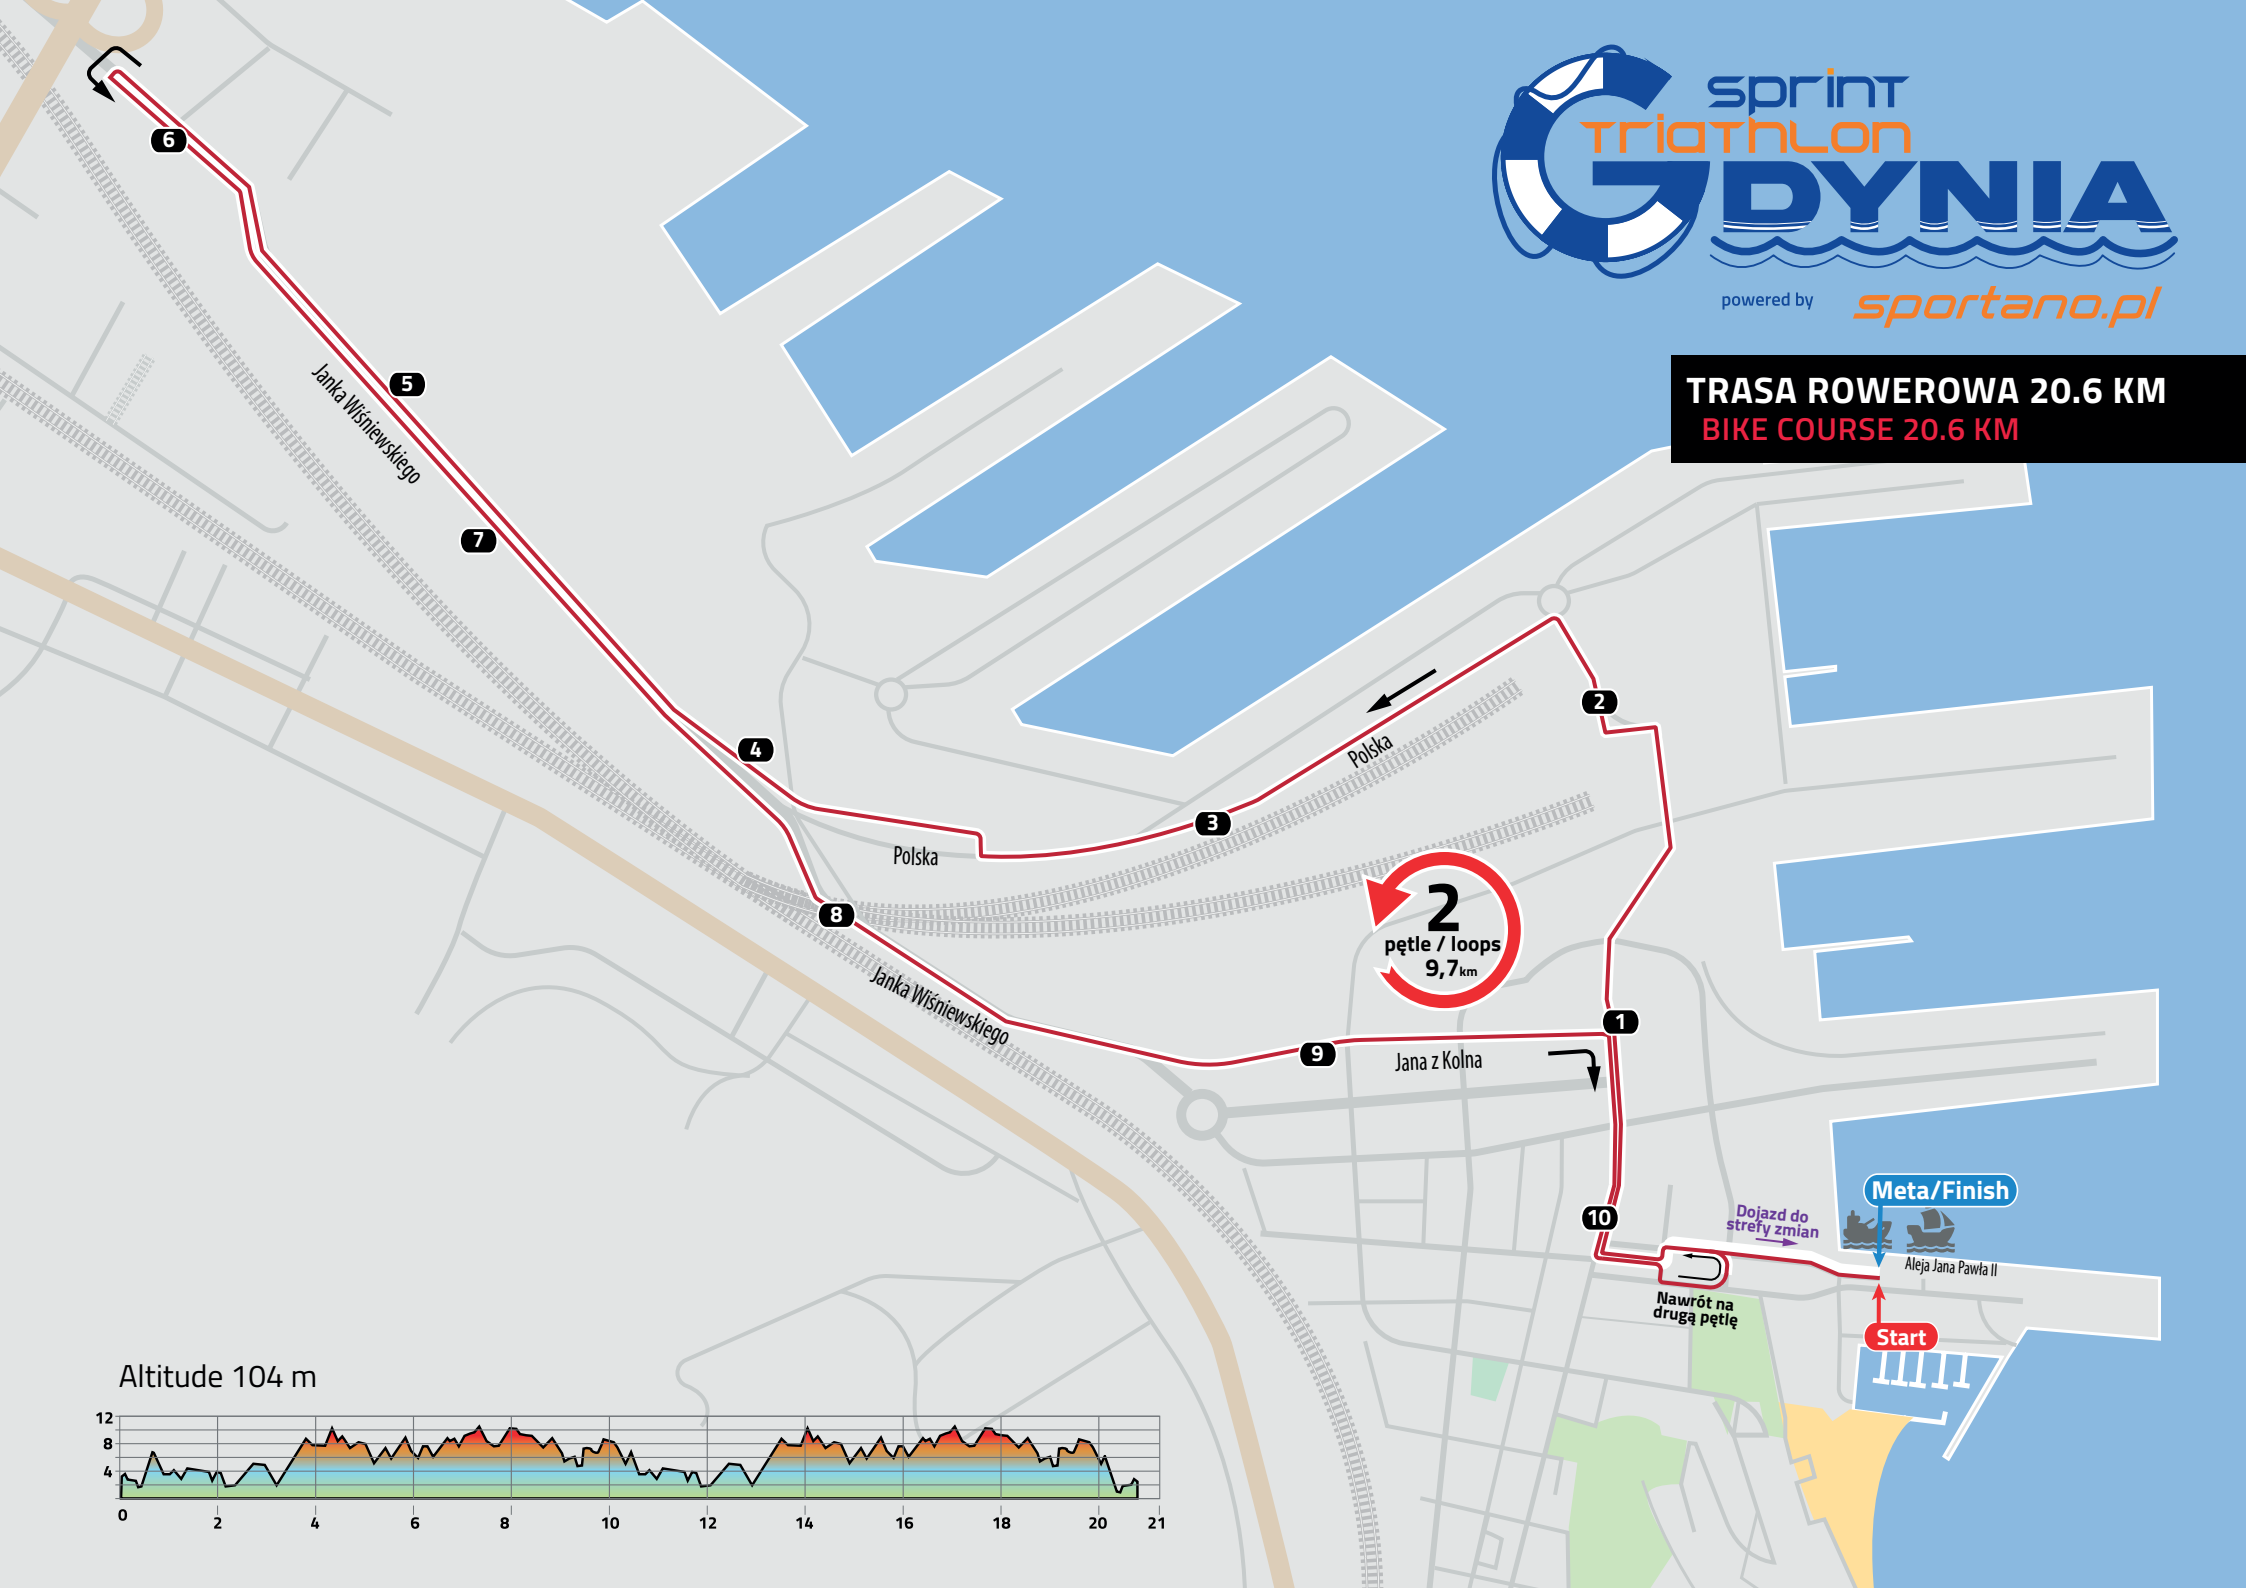 sprint
Triathlon
GDYNIA
powered by sportano.pl
TRASA ROWEROWA 20.6 KM
BIKE COURSE 20.6 KM
6
5
Janka Wiśniewskiego
7
4
2
Polska
3
Polska
8
2
pętle / loops
9,7km
Janka Wiśniewskiego
1
9
Jana z Kolna
10
Dojazd do
strefy zmian
Meta/Finish
Aleja Jana Pawła II
Nawrót na
drugą pętlę
Start
Altitude 104 m
12
8
4
0 2 4 6 8 10 12 14 16 18 20 21